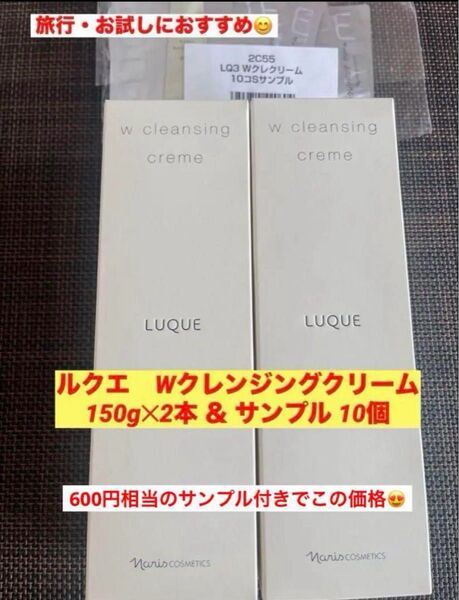 旅行・お試しにおすすめ😊
2C55
LQ3 Wクレクリーム
10コSサンプル
w cleansing
creme
LUQUE
w cleansing
creme
LUQUE
ルクエ　Wクレンジングクリーム
150g×2本 & サンプル 10個
600円相当のサンプル付きでこの価格😍
Naris COSMETICS
Naris COSMETICS